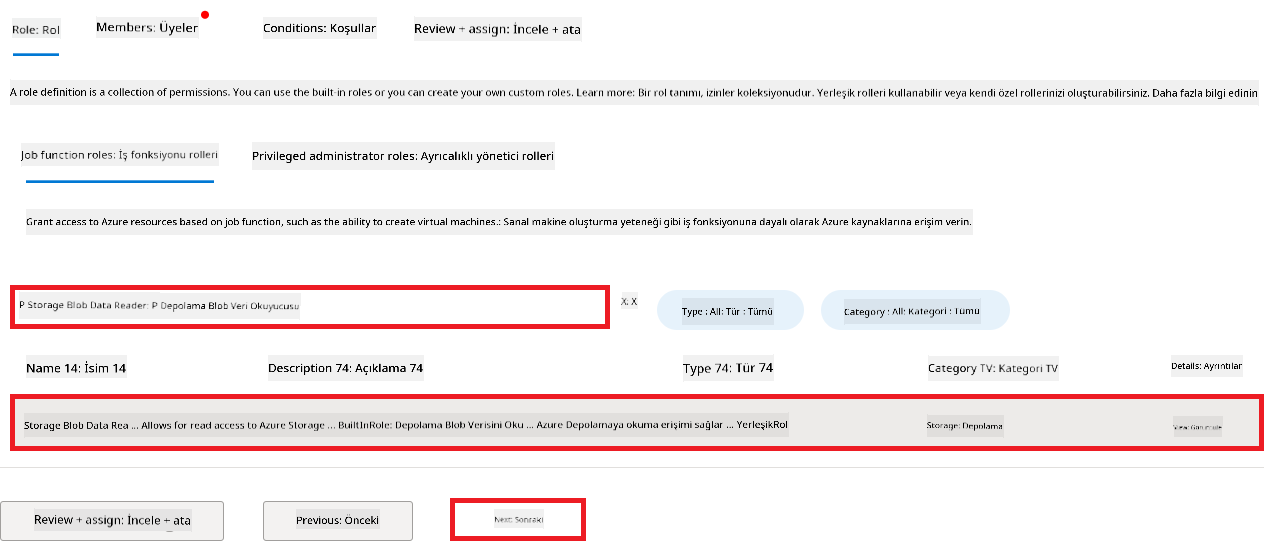 Role: Rol
Members: Üyeler
Conditions: Koşullar
Review + assign: İncele + ata
A role definition is a collection of permissions. You can use the built-in roles or you can create your own custom roles. Learn more: Bir rol tanımı, izinler koleksiyonudur. Yerleşik rolleri kullanabilir veya kendi özel rollerinizi oluşturabilirsiniz. Daha fazla bilgi edinin
Job function roles: İş fonksiyonu rolleri
Privileged administrator roles: Ayrıcalıklı yönetici rolleri
Grant access to Azure resources based on job function, such as the ability to create virtual machines.: Sanal makine oluşturma yeteneği gibi iş fonksiyonuna dayalı olarak Azure kaynaklarına erişim verin.
P Storage Blob Data Reader: P Depolama Blob Veri Okuyucusu
X: X
Type : All: Tür : Tümü
Category : All: Kategori : Tümü
Name 14: İsim 14
Description 74: Açıklama 74
Type 74: Tür 74
Category TV: Kategori TV
Details: Ayrıntılar
Storage Blob Data Rea ... Allows for read access to Azure Storage ... BuiltInRole: Depolama Blob Verisini Oku ... Azure Depolamaya okuma erişimi sağlar ... YerleşikRol
Storage: Depolama
View: Görüntüle
Review + assign: İncele + ata
Previous: Önceki
Next: Sonraki